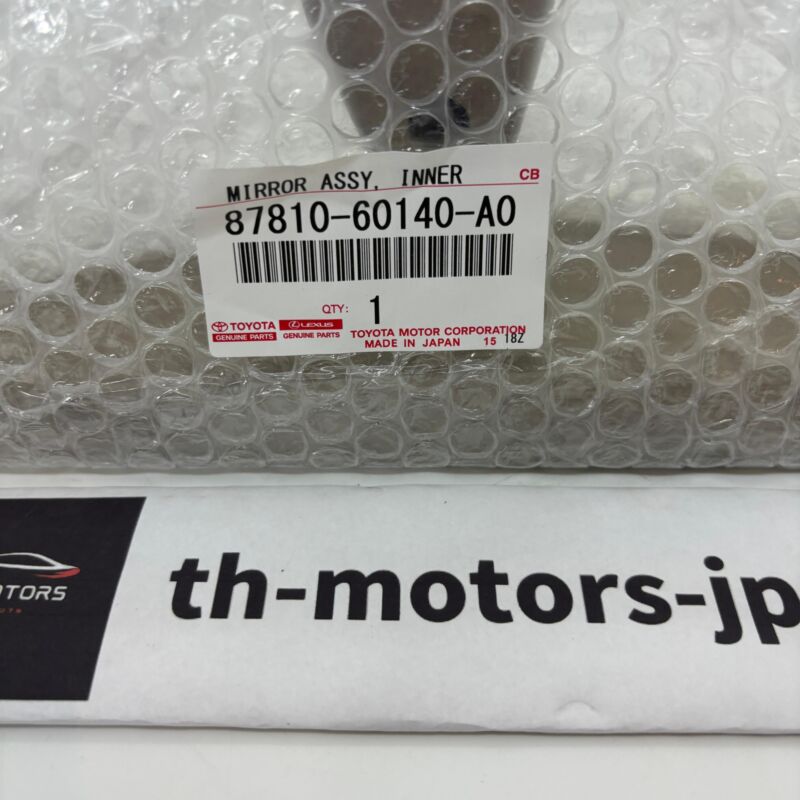 MIRROR ASSY, INNER
CB
87810-60140-A0
QTY: 1
TOYOTA
LEXUS
GENUINE PARTS
GENUINE PARTS
TOYOTA MOTOR CORPORATION
MADE IN JAPAN 15 18Z
OTORS
th-motors-jp